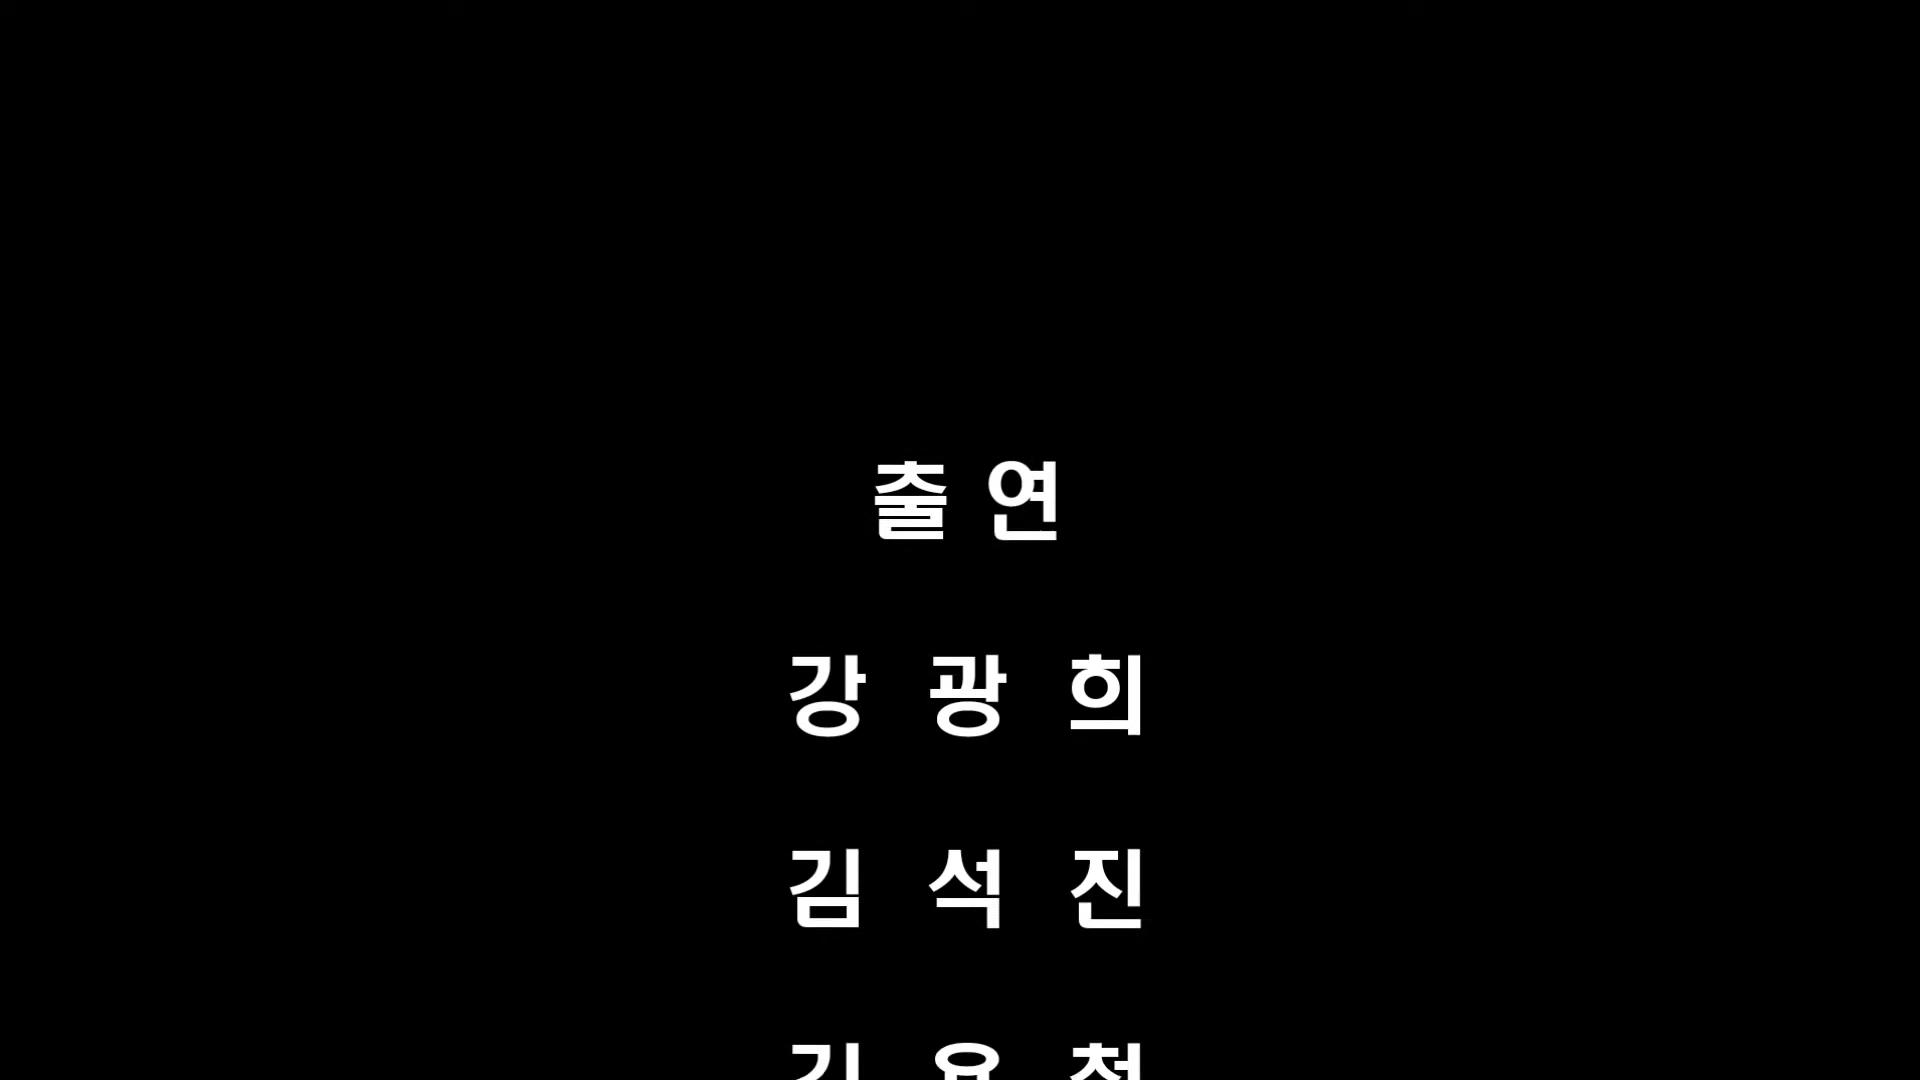 출 연
강 광 희
김 석 진